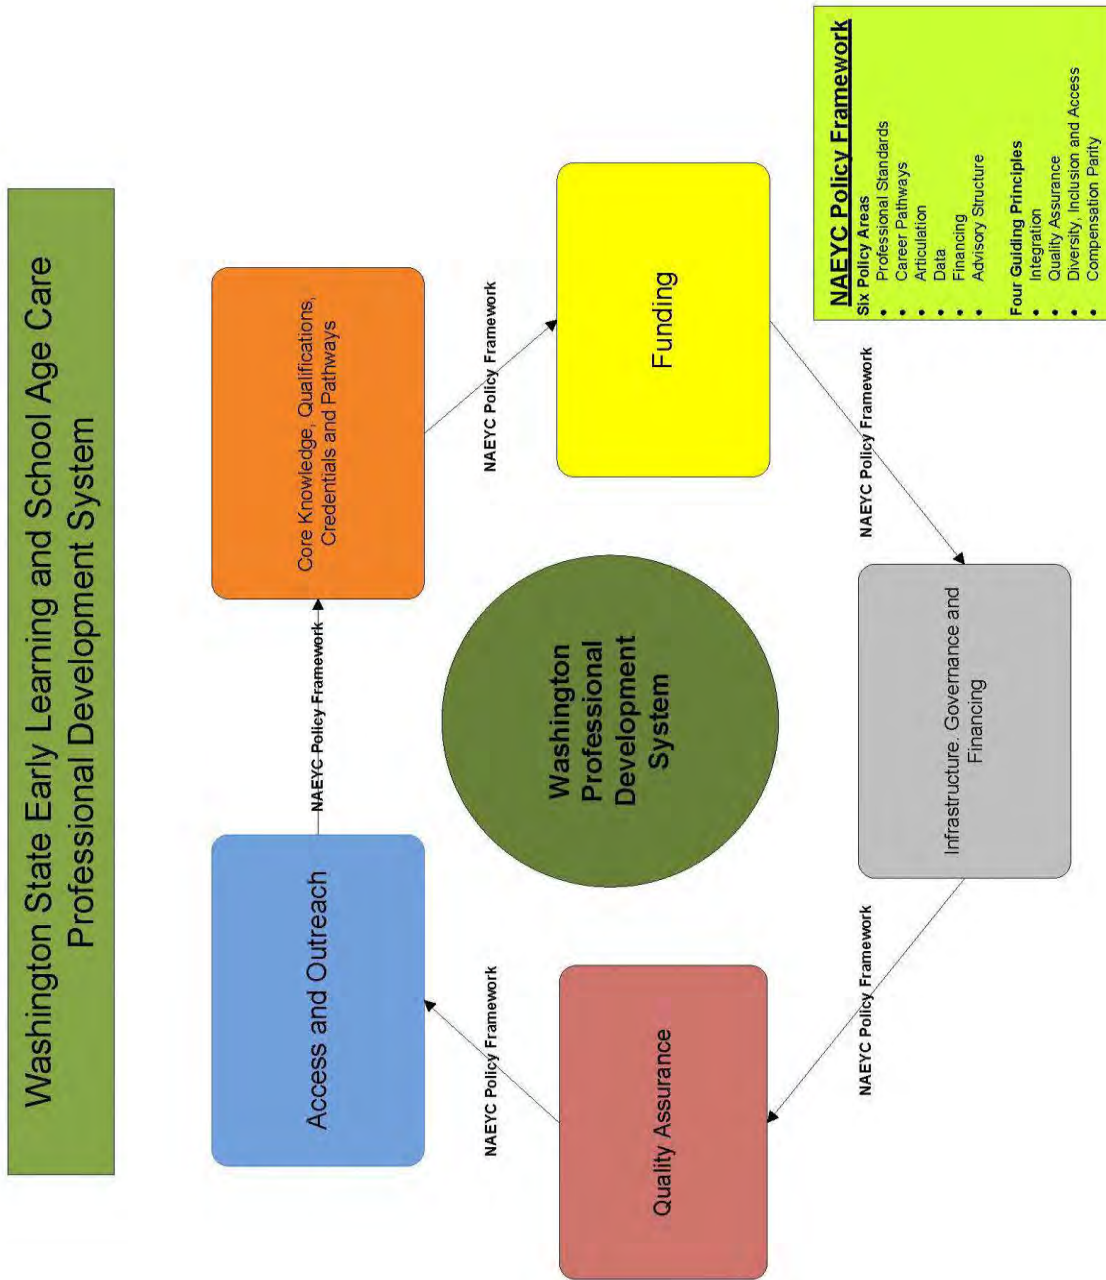 Washington State Early Learning and School Age Care
Professional Development System
Access and Outreach
NAEYC Policy Framework
Core Knowledge, Qualifications,
Credentials and Pathways
NAEYC Policy Framework
Funding
NAEYC Policy Framework
Infrastructure. Governance and
Financing
NAEYC Policy Framework
Quality Assurance
NAEYC Policy Framework
Washington
Professional
Development
System
NAEYC Policy Framework
Six Policy Areas
• Professional Standards
• Career Pathways
• Articulation
• Data
• Financing
• Advisory Structure
Four Guiding Principles
• Integration
• Quality Assurance
• Diversity, Inclusion and Access
• Compensation Parity